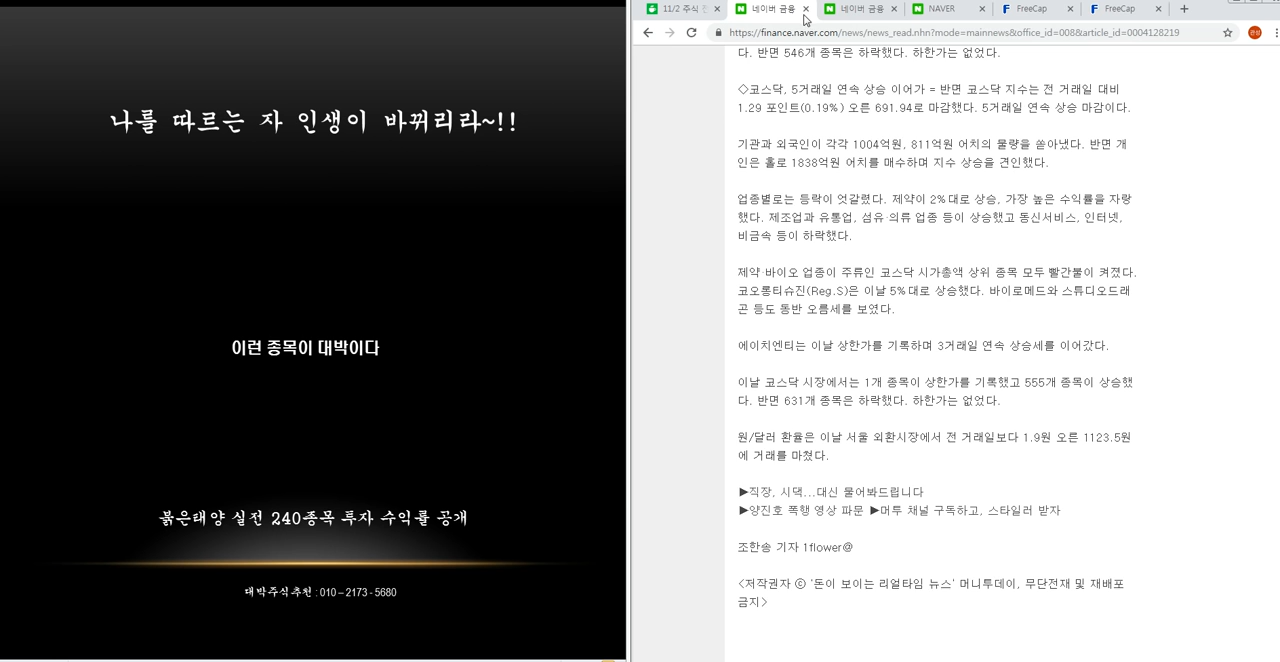 나를 따르는 자 인생이 바뀌리라~!!
이런 종목이 대박이다
붉은태양 실전 240종목 투자 수익률 공개
대박주식추천 : 010 – 2173 - 5680
11/2 주식 진
네이버 금융
네이버 금융
NAVER
FreeCap
FreeCap
https://finance.naver.com/news/news_read.nhn?mode=mainnews&office_id=008&article_id=0004128219
다. 반면 546개 종목은 하락했다. 하한가는 없었다.
◇코스닥, 5거래일 연속 상승 이어가 = 반면 코스닥 지수는 전 거래일 대비
1.29 포인트(0.19%) 오른 691.94로 마감했다. 5거래일 연속 상승 마감이다.
기관과 외국인이 각각 1004억원, 811억원 어치의 물량을 쏟아냈다. 반면 개
인은 홀로 1838억원 어치를 매수하며 지수 상승을 견인했다.
업종별로는 등락이 엇갈렸다. 제약이 2%대로 상승, 가장 높은 수익률을 자랑
했다. 제조업과 유통업, 섬유·의류 업종 등이 상승했고 통신서비스, 인터넷,
비금속 등이 하락했다.
제약·바이오 업종이 주류인 코스닥 시가총액 상위 종목 모두 빨간불이 켜졌다.
코오롱티슈진(Reg.S)은 이날 5%대로 상승했다. 바이로메드와 스튜디오드래
곤 등도 동반 오름세를 보였다.
에이치엔티는 이날 상한가를 기록하며 3거래일 연속 상승세를 이어갔다.
이날 코스닥 시장에서는 1개 종목이 상한가를 기록했고 555개 종목이 상승했
다. 반면 631개 종목은 하락했다. 하한가는 없었다.
원/달러 환율은 이날 서울 외환시장에서 전 거래일보다 1.9원 오른 1123.5원
에 거래를 마쳤다.
▶직장, 시댁...대신 물어봐드립니다
▶양진호 폭행 영상 파문 ▶머투 채널 구독하고, 스타일러 받자
조한송 기자 1flower@
<저작권자 ⓒ '돈이 보이는 리얼타임 뉴스' 머니투데이, 무단전재 및 재배포
금지>